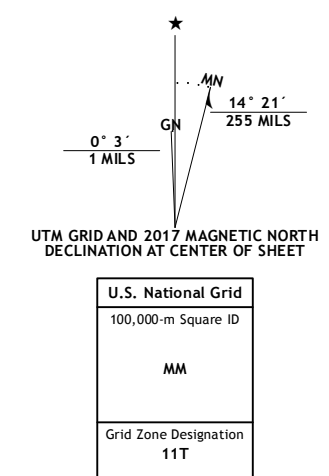 ★
MN
GN
14° 21´
255 MILS
0° 3´
1 MILS
UTM GRID AND 2017 MAGNETIC NORTH
DECLINATION AT CENTER OF SHEET
U.S. National Grid
100,000-m Square ID
MM
Grid Zone Designation
11T